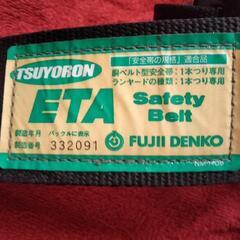 TSUYORON
「安全帯の規格」適合品
胴ベルト型安全帯：1本つり専用
ランヤードの種類：1本つり専用
ETA Safety Belt
製造年月 バックルに表示
製造番号 332091
FUJII DENKO